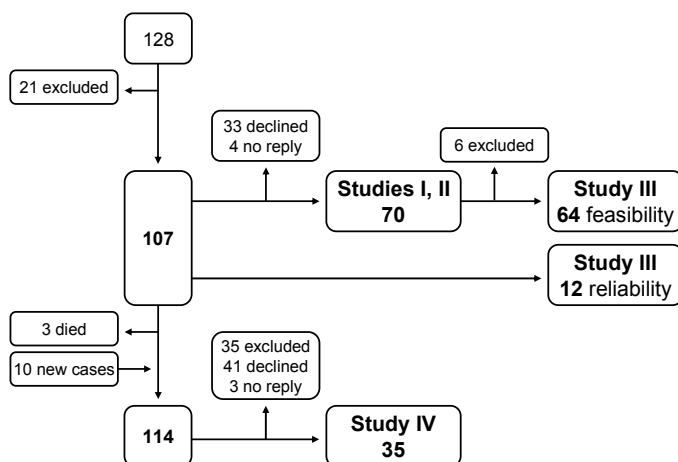 128
21 excluded
33 declined
4 no reply
6 excluded
Studies I, II
70
Study III
64 feasibility
107
Study III
12 reliability
3 died
10 new cases
35 excluded
41 declined
3 no reply
114
Study IV
35